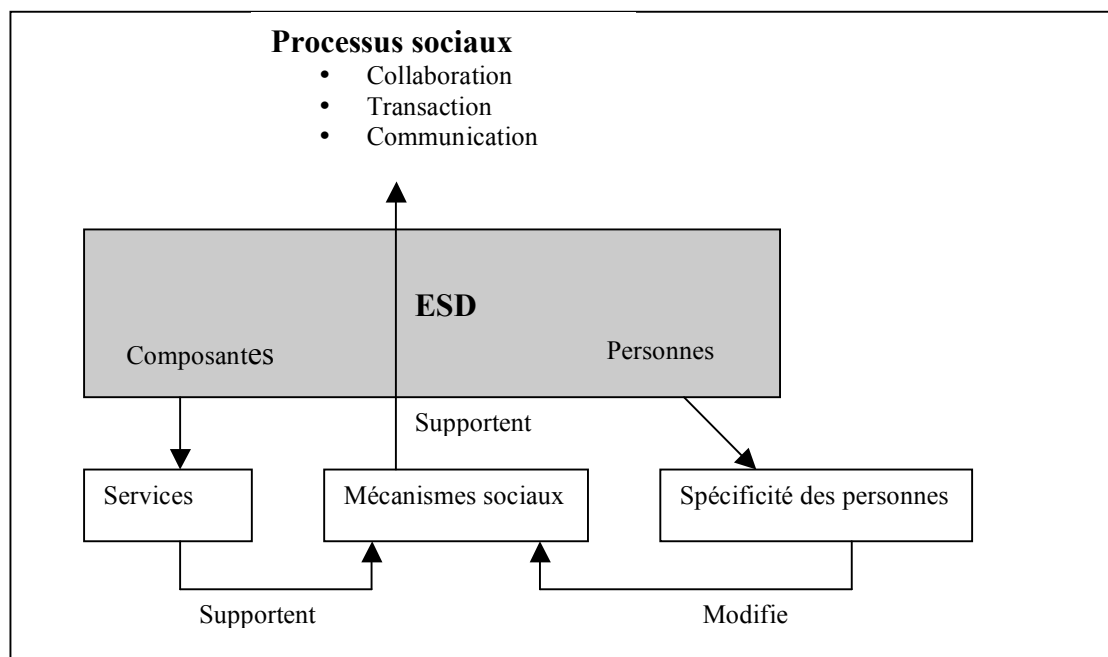 Processus sociaux
• Collaboration
• Transaction
• Communication
ESD
Composantes
Personnes
Supportent
Services
Mécanismes sociaux
Spécificité des personnes
Supportent
Modifie